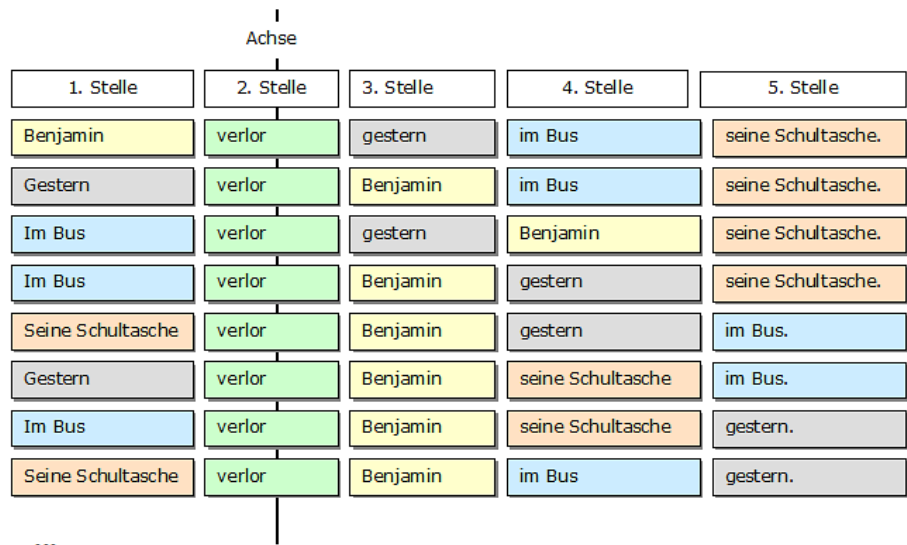 Achse
1. Stelle 2. Stelle 3. Stelle 4. Stelle 5. Stelle
Benjamin verlor gestern im Bus seine Schultasche.
Gestern verlor Benjamin im Bus seine Schultasche.
Im Bus verlor gestern Benjamin seine Schultasche.
Im Bus verlor Benjamin gestern seine Schultasche.
Seine Schultasche verlor Benjamin gestern im Bus.
Gestern verlor Benjamin seine Schultasche im Bus.
Im Bus verlor Benjamin seine Schultasche gestern.
Seine Schultasche verlor Benjamin im Bus gestern.
...